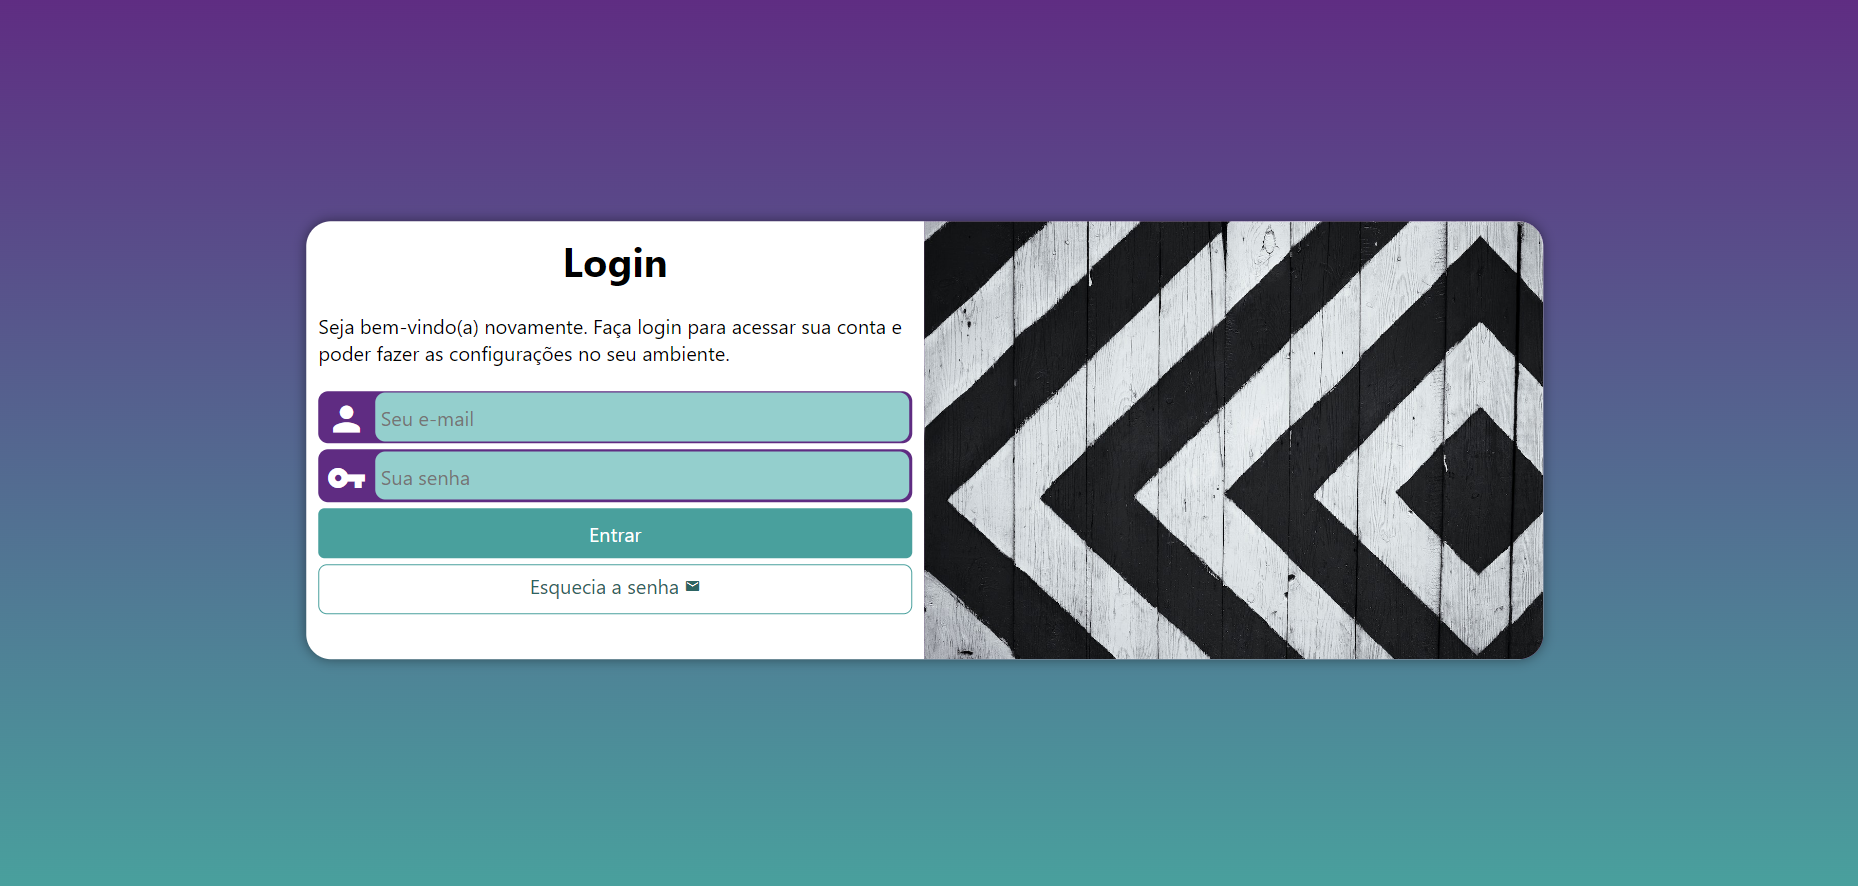 Login
Seja bem-vindo(a) novamente. Faça login para acessar sua conta e
poder fazer as configurações no seu ambiente.
Seu e-mail
Sua senha
Entrar
Esquecia a senha